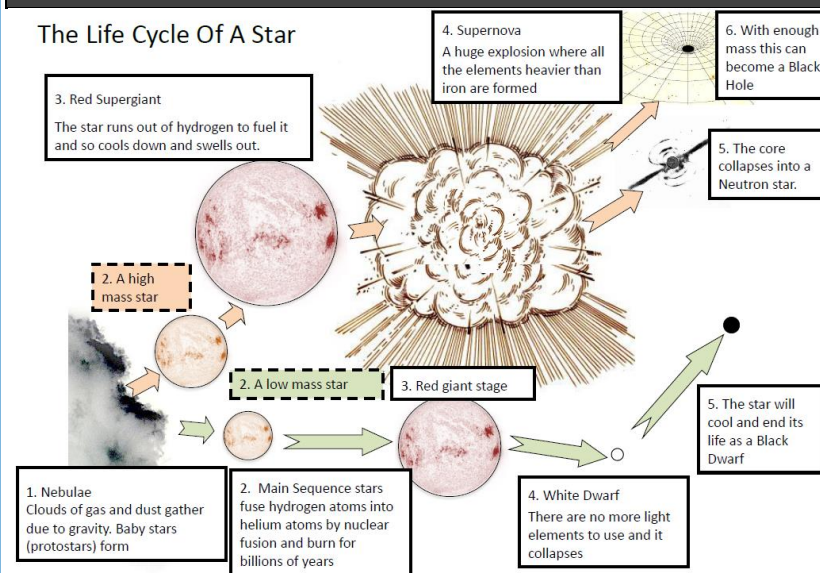 The Life Cycle Of A Star
4. Supernova
A huge explosion where all
the elements heavier than
iron are formed
6. With enough
mass this can
become a Black
Hole
3. Red Supergiant
The star runs out of hydrogen to fuel it
and so cools down and swells out.
5. The core
collapses into a
Neutron star.
2. A high
mass star
2. A low mass star
3. Red giant stage
5. The star will
cool and end its
life as a Black
Dwarf
1. Nebulae
Clouds of gas and dust gather
due to gravity. Baby stars
(protostars) form
2. Main Sequence stars
fuse hydrogen atoms into
helium atoms by nuclear
fusion and burn for
billions of years
4. White Dwarf
There are no more light
elements to use and it
collapses